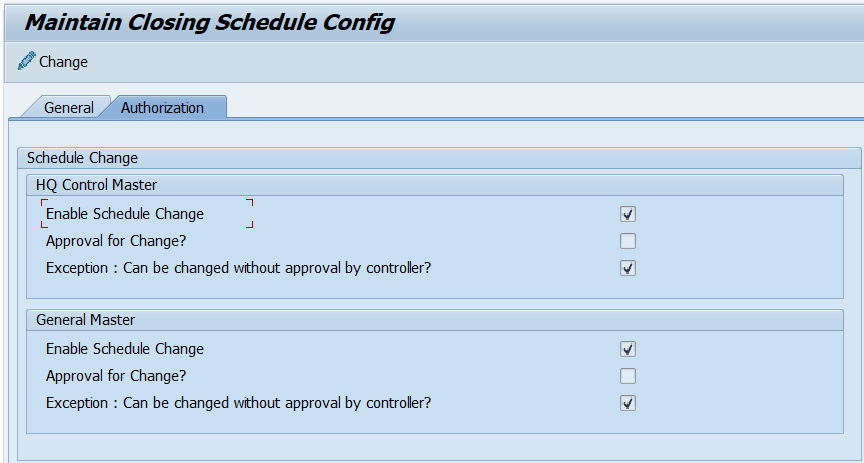 Maintain Closing Schedule Config
Change
General Authorization
Schedule Change
HQ Control Master
Enable Schedule Change
Approval for Change?
Exception : Can be changed without approval by controller?
General Master
Enable Schedule Change
Approval for Change?
Exception : Can be changed without approval by controller?